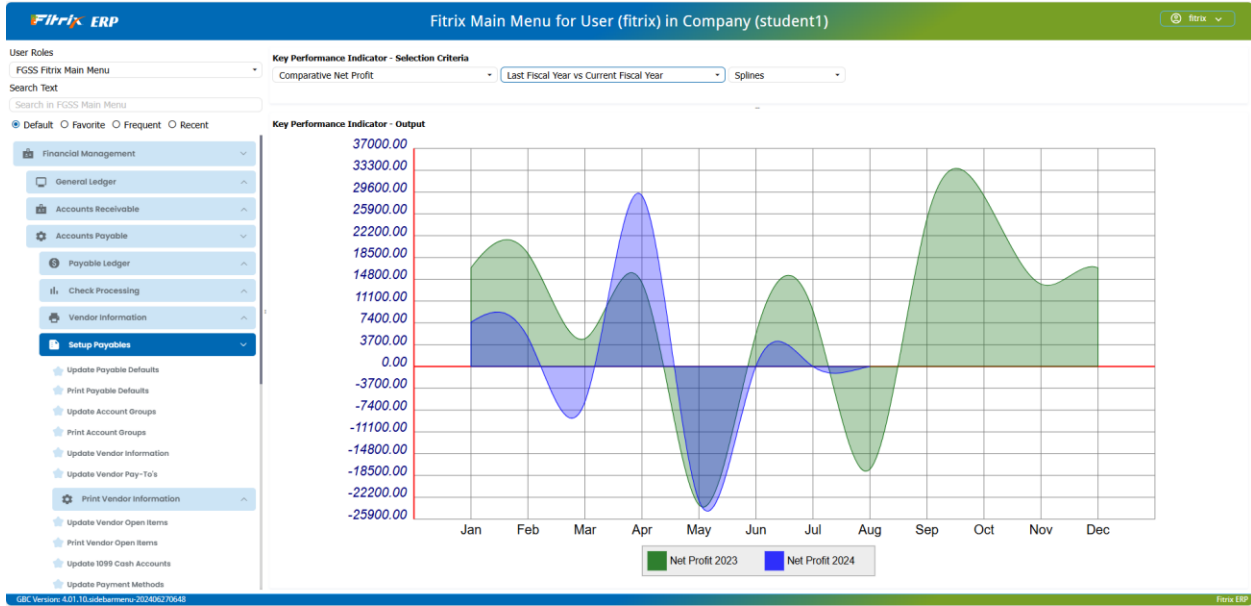 Fitrix ERP
Fitrix Main Menu for User (fitrix) in Company (student1)
fitrix
User Roles
FGSS Fitrix Main Menu
Search Text
Search in FGSS Main Menu
Default Favorite Frequent Recent
Financial Management
General Ledger
Accounts Receivable
Accounts Payable
Payable Ledger
Check Processing
Vendor Information
Setup Payables
Update Payable Defaults
Print Payable Defaults
Update Account Groups
Print Account Groups
Update Vendor Information
Update Vendor Pay-To's
Print Vendor Information
Update Vendor Open Items
Print Vendor Open Items
Update 1099 Cash Accounts
Update Payment Methods
Key Performance Indicator - Selection Criteria
Comparative Net Profit Last Fiscal Year vs Current Fiscal Year Splines
Key Performance Indicator - Output
37000.00
33300.00
29600.00
25900.00
22200.00
18500.00
14800.00
11100.00
7400.00
3700.00
0.00
-3700.00
-7400.00
-11100.00
-14800.00
-18500.00
-22200.00
-25900.00
Jan Feb Mar Apr May Jun Jul Aug Sep Oct Nov Dec
Net Profit 2023 Net Profit 2024
GBC Version: 4.01.10.sidebarmenu-202406270648
Fitrix ERP